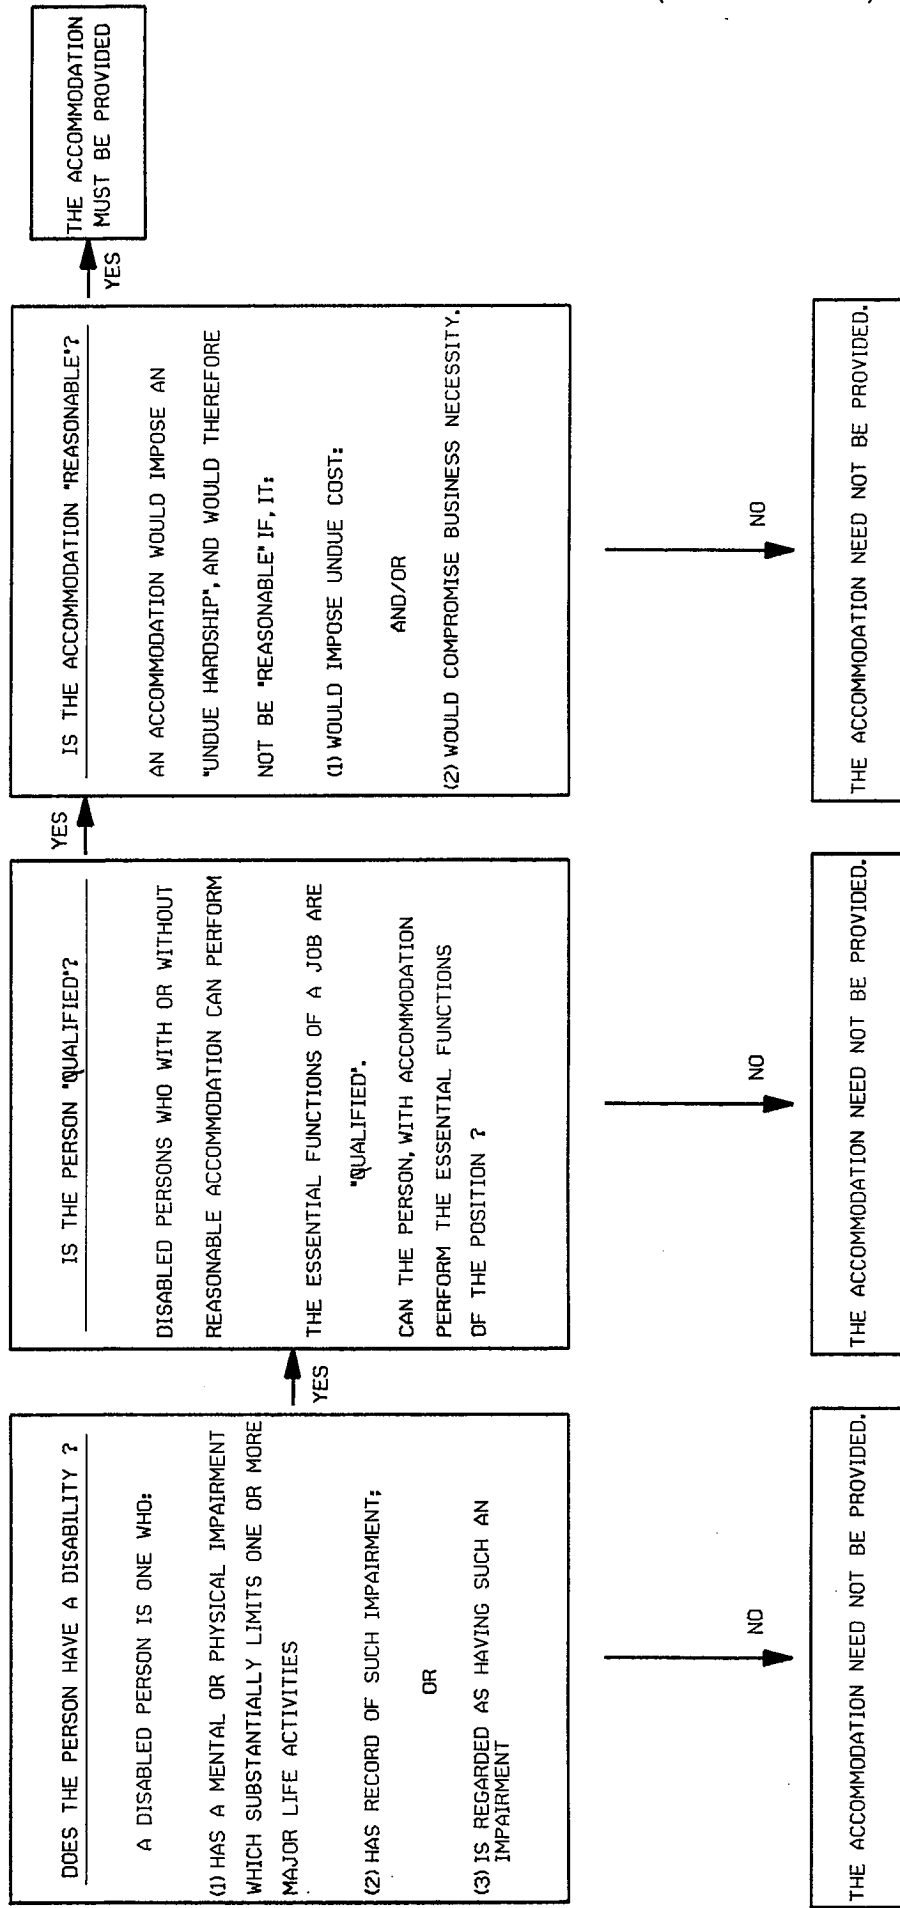 DOES THE PERSON HAVE A DISABILITY ?
A DISABLED PERSON IS ONE WHO:
(1) HAS A MENTAL OR PHYSICAL IMPAIRMENT
WHICH SUBSTANTIALLY LIMITS ONE OR MORE
MAJOR LIFE ACTIVITIES
(2) HAS RECORD OF SUCH IMPAIRMENT;
OR
(3) IS REGARDED AS HAVING SUCH AN
IMPAIRMENT
YES
NO
THE ACCOMMODATION NEED NOT BE PROVIDED.
IS THE PERSON "QUALIFIED"?
DISABLED PERSONS WHO WITH OR WITHOUT
REASONABLE ACCOMMODATION CAN PERFORM
THE ESSENTIAL FUNCTIONS OF A JOB ARE
"QUALIFIED".
CAN THE PERSON, WITH ACCOMMODATION
PERFORM THE ESSENTIAL FUNCTIONS
OF THE POSITION ?
YES
NO
THE ACCOMMODATION NEED NOT BE PROVIDED.
IS THE ACCOMMODATION "REASONABLE"?
AN ACCOMMODATION WOULD IMPOSE AN
"UNDUE HARDSHIP", AND WOULD THEREFORE
NOT BE "REASONABLE" IF, IT:
(1) WOULD IMPOSE UNDUE COST:
AND/OR
(2) WOULD COMPROMISE BUSINESS NECESSITY.
YES
NO
THE ACCOMMODATION NEED NOT BE PROVIDED.
THE ACCOMMODATION
MUST BE PROVIDED